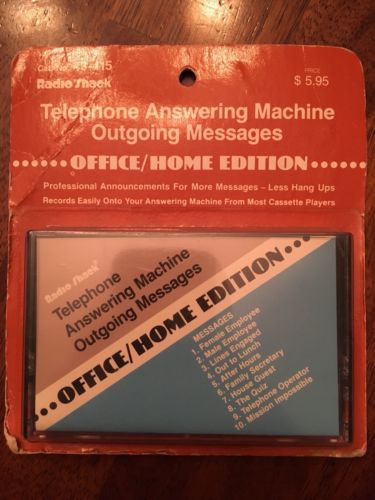 Cat. No.
Radio Shack
PRICE
$ 5.95
Telephone Answering Machine
Outgoing Messages
OFFICE/HOME EDITION
Professional Announcements For More Messages – Less Hang Ups
Records Easily Onto Your Answering Machine From Most Cassette Players
Radio Shack
Telephone
Answering Machine
Outgoing Messages
...OFFICE/HOME EDITION...
MESSAGES
1. Female Employee
2. Male Employee
3. Lines Engaged
4. Out to Lunch
5. After Hours
6. Family Secretary
7. House Guest
8. The Quiz
9. Telephone Operator
10. Mission Impossible